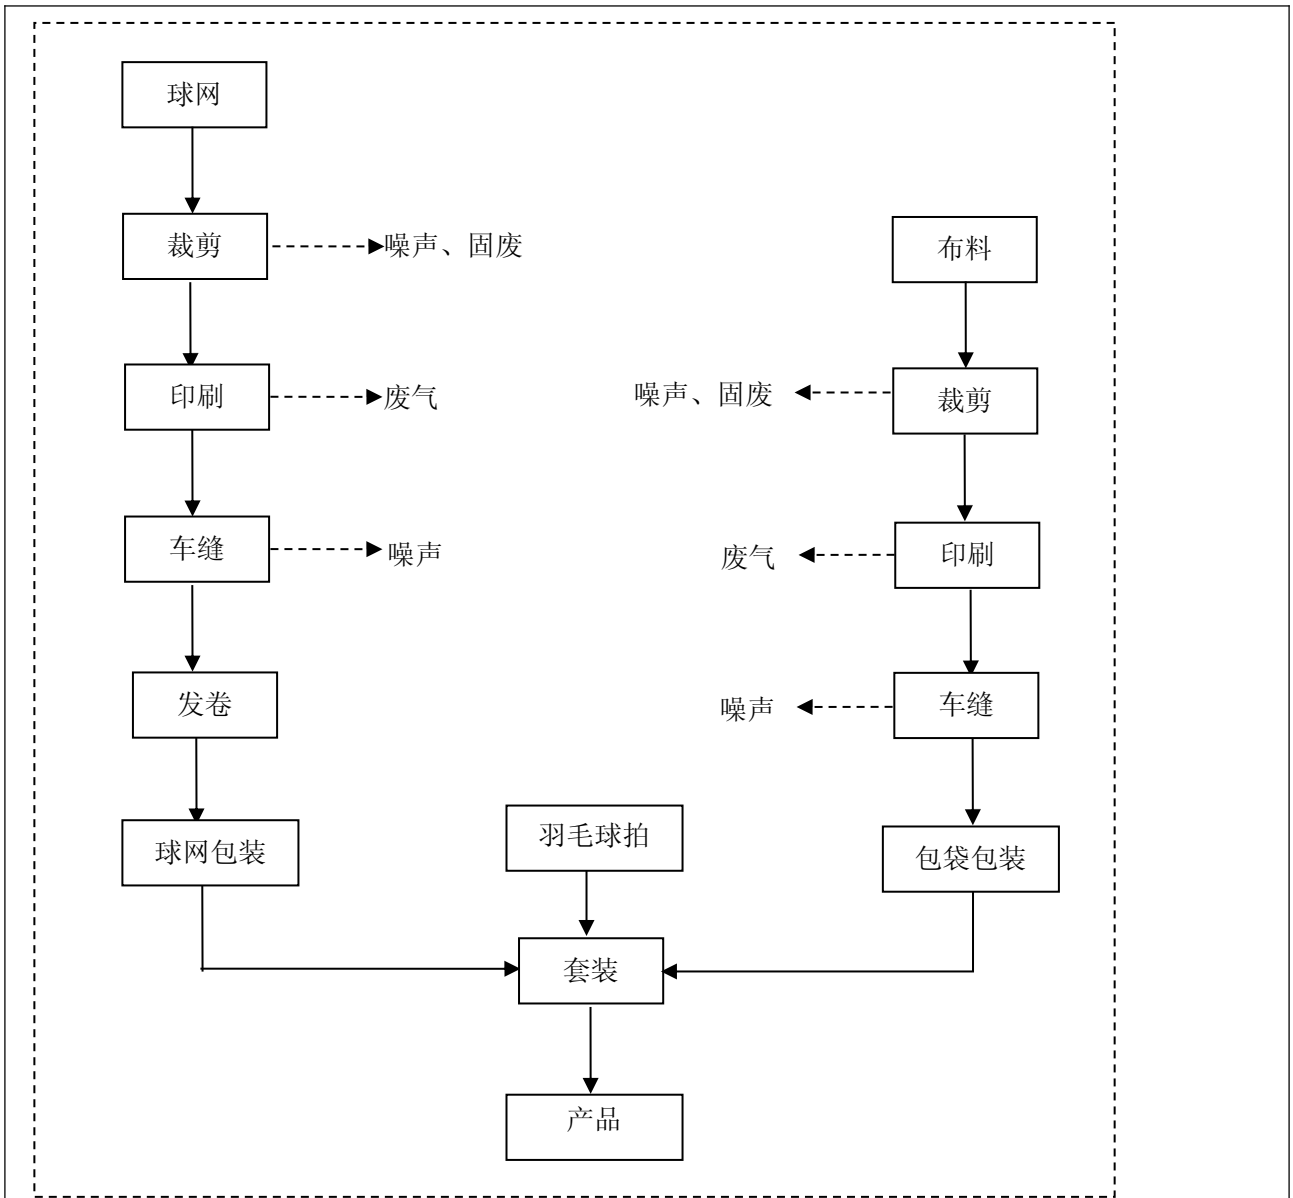 球网
裁剪
噪声、固废
布料
印刷
废气
噪声、固废
裁剪
车缝
噪声
废气
印刷
发卷
噪声
车缝
球网包装
羽毛球拍
包袋包装
套装
产品